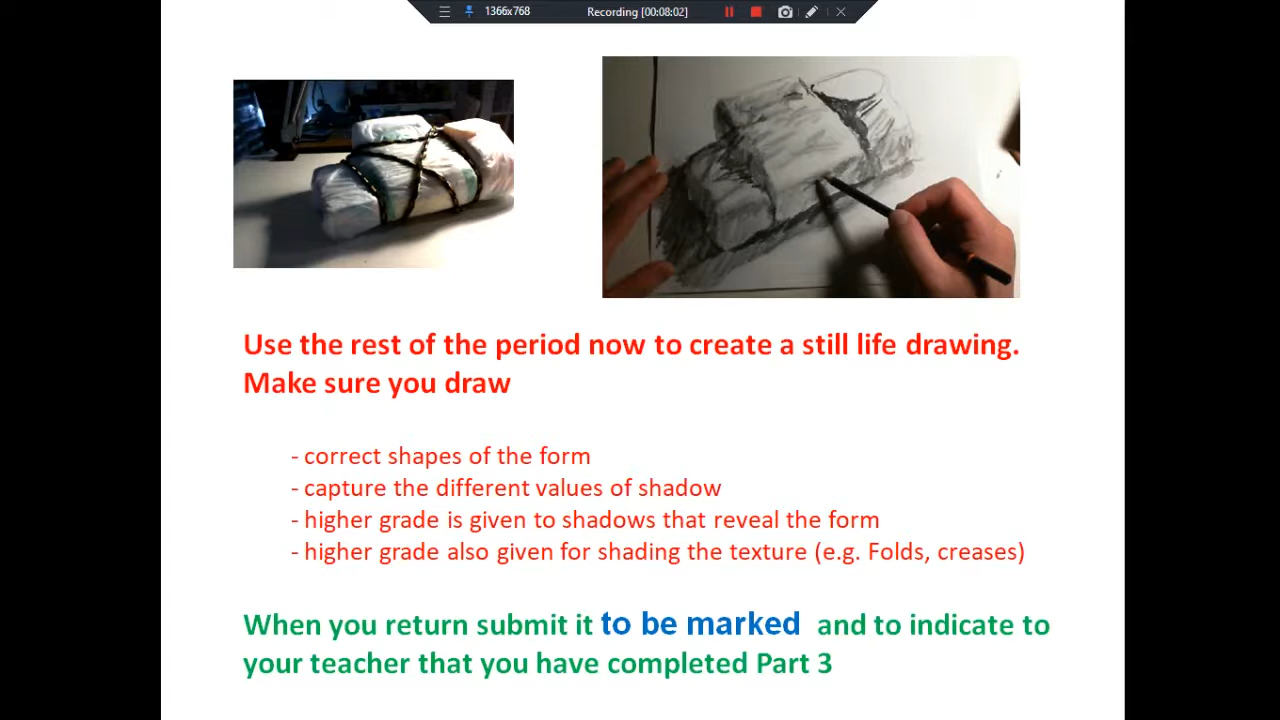 1366x768 Recording [00:08:02]
Use the rest of the period now to create a still life drawing.
Make sure you draw
- correct shapes of the form
- capture the different values of shadow
- higher grade is given to shadows that reveal the form
- higher grade also given for shading the texture (e.g. Folds, creases)
When you return submit it to be marked and to indicate to
your teacher that you have completed Part 3